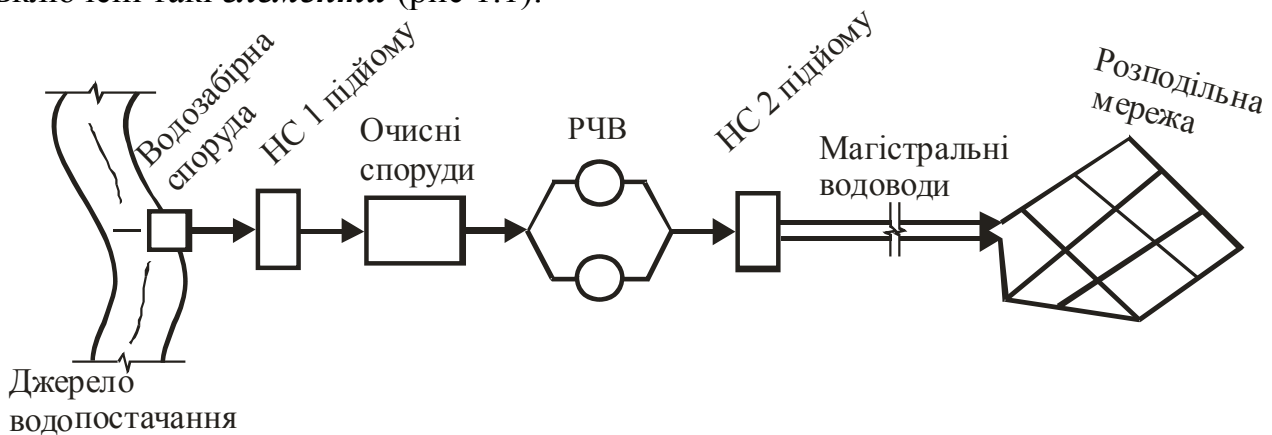 включені такі елементи (рис 1.1):
Водозабірна
споруда
НС 1 підйому
Очисні
споруди
РЧВ
НС 2 підйому
Магістральні
водоводи
Розподільна
мережа
Джерело
водопостачання